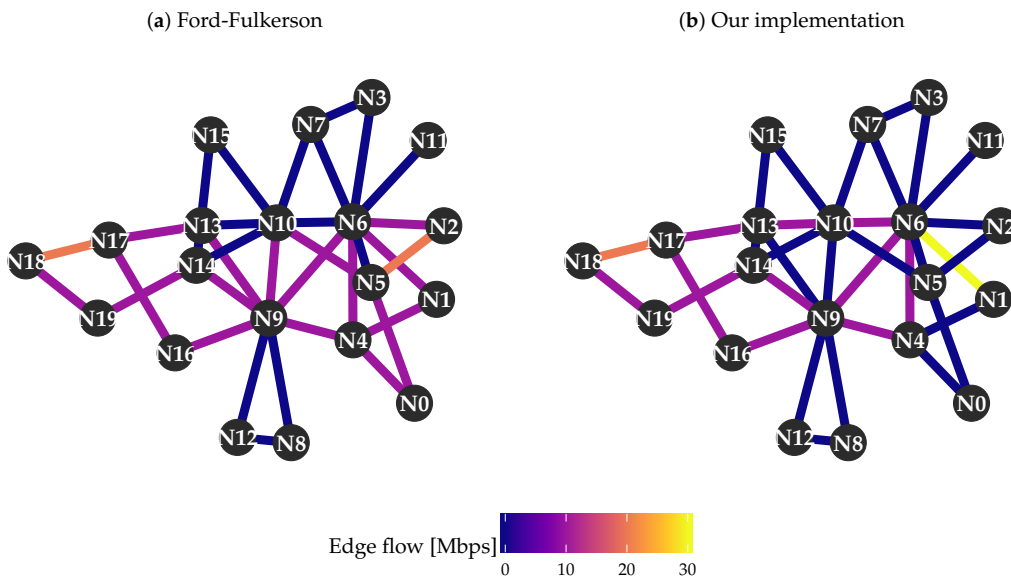 (a) Ford-Fulkerson
(b) Our implementation
N3
N7
N15
N11
N13
N10
N6
N2
N17
N18
N14
N5
N1
N19
N9
N16
N4
N0
N12
N8
N3
N7
N15
N11
N13
N10
N6
N2
N17
N18
N14
N5
N1
N19
N9
N16
N4
N0
N12
N8
Edge flow [Mbps]
0 10 20 30